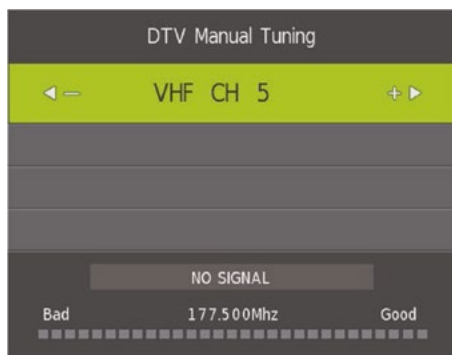 DTV Manual Tuning
VHF CH 5
NO SIGNAL
Bad 177.500Mhz Good